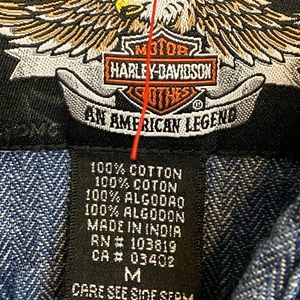 MOTOR
HARLEY-DAVIDSON
CLOTHES
®
AN AMERICAN LEGEND
100% COTTON
100% COTON
100% ALGODAO
100% ALGODON
MADE IN INDIA
RN # 103819
CA # 03402
M
CARE SEE SIDE SEAM